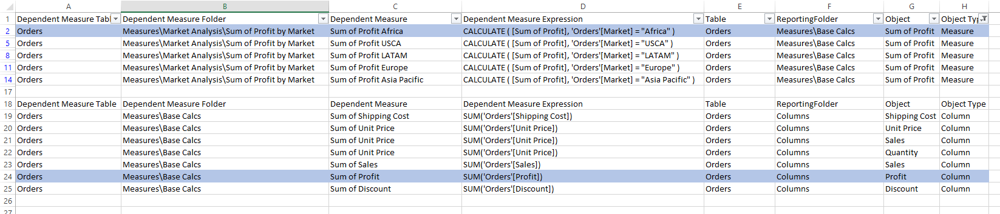 A B C D E F G H
1 Dependent Measure Tabl Dependent Measure Folder Dependent Measure Dependent Measure Expression Table ReportingFolder Object Object Typ
2 Orders Measures\Market Analysis\Sum of Profit by Market Sum of Profit Africa CALCULATE ( [Sum of Profit], 'Orders'[Market] = "Africa" ) Orders Measures\Base Calcs Sum of Profit Measure
5 Orders Measures\Market Analysis\Sum of Profit by Market Sum of Profit USCA CALCULATE ( [Sum of Profit], 'Orders'[Market] = "USCA" ) Orders Measures\Base Calcs Sum of Profit Measure
8 Orders Measures\Market Analysis\Sum of Profit by Market Sum of Profit LATAM CALCULATE ( [Sum of Profit], 'Orders'[Market] = "LATAM" ) Orders Measures\Base Calcs Sum of Profit Measure
11 Orders Measures\Market Analysis\Sum of Profit by Market Sum of Profit Europe CALCULATE ( [Sum of Profit], 'Orders'[Market] = "Europe" ) Orders Measures\Base Calcs Sum of Profit Measure
14 Orders Measures\Market Analysis\Sum of Profit by Market Sum of Profit Asia Pacific CALCULATE ( [Sum of Profit], 'Orders'[Market] = "Asia Pacific" ) Orders Measures\Base Calcs Sum of Profit Measure
17
18 Dependent Measure Table Dependent Measure Folder Dependent Measure Dependent Measure Expression Table ReportingFolder Object Object Type
19 Orders Measures\Base Calcs Sum of Shipping Cost SUM('Orders'[Shipping Cost]) Orders Columns Shipping Cost Column
20 Orders Measures\Base Calcs Sum of Unit Price SUM('Orders'[Unit Price]) Orders Columns Unit Price Column
21 Orders Measures\Base Calcs Sum of Unit Price SUM('Orders'[Unit Price]) Orders Columns Sales Column
22 Orders Measures\Base Calcs Sum of Unit Price SUM('Orders'[Unit Price]) Orders Columns Quantity Column
23 Orders Measures\Base Calcs Sum of Sales SUM('Orders'[Sales]) Orders Columns Sales Column
24 Orders Measures\Base Calcs Sum of Profit SUM('Orders'[Profit]) Orders Columns Profit Column
25 Orders Measures\Base Calcs Sum of Discount SUM('Orders'[Discount]) Orders Columns Discount Column
26
27